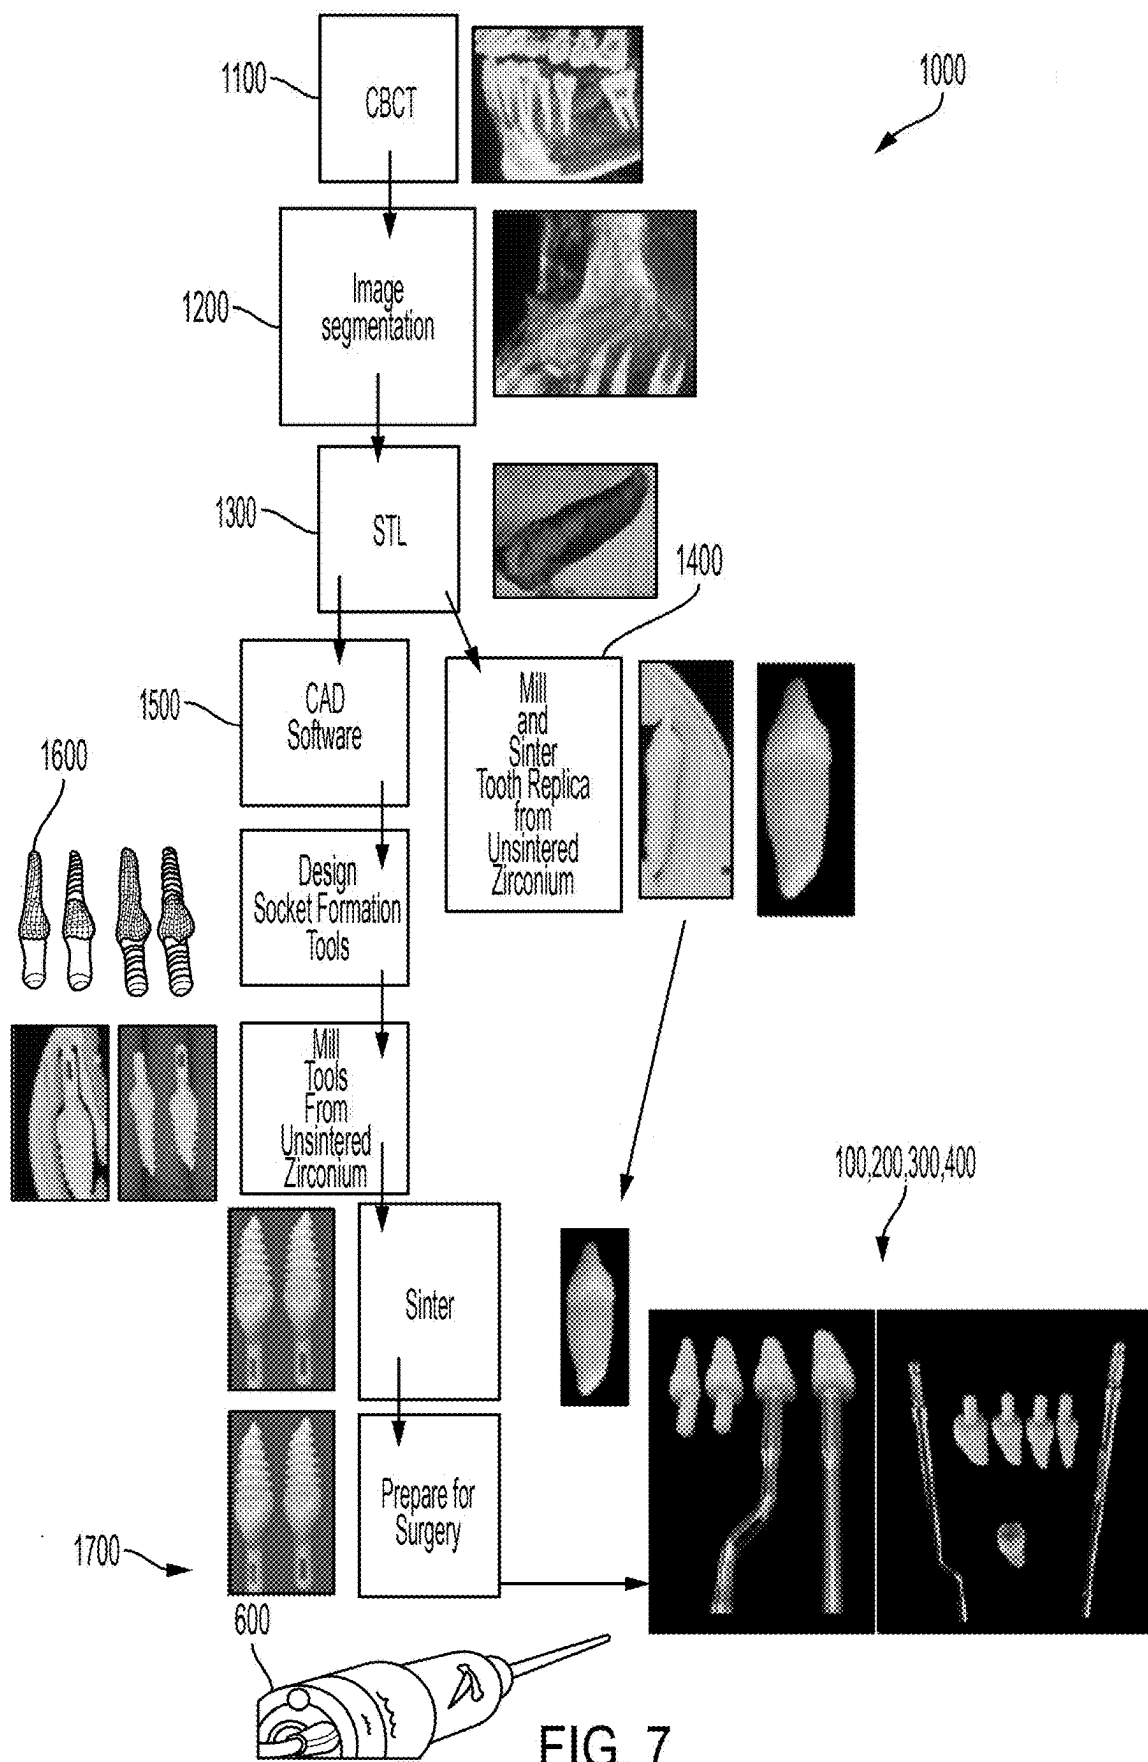 1100
CBCT
1000
1200
Image
segmentation
1300
STL
1400
1500
CAD
Software
Mill
and
Sinter
Tooth Replica
from
Unsintered
Zirconium
1600
Design
Socket Formation
Tools
Mill
Tools
From
Unsintered
Zirconium
100,200,300,400
Sinter
Prepare for
Surgery
1700
600
FIG. 7